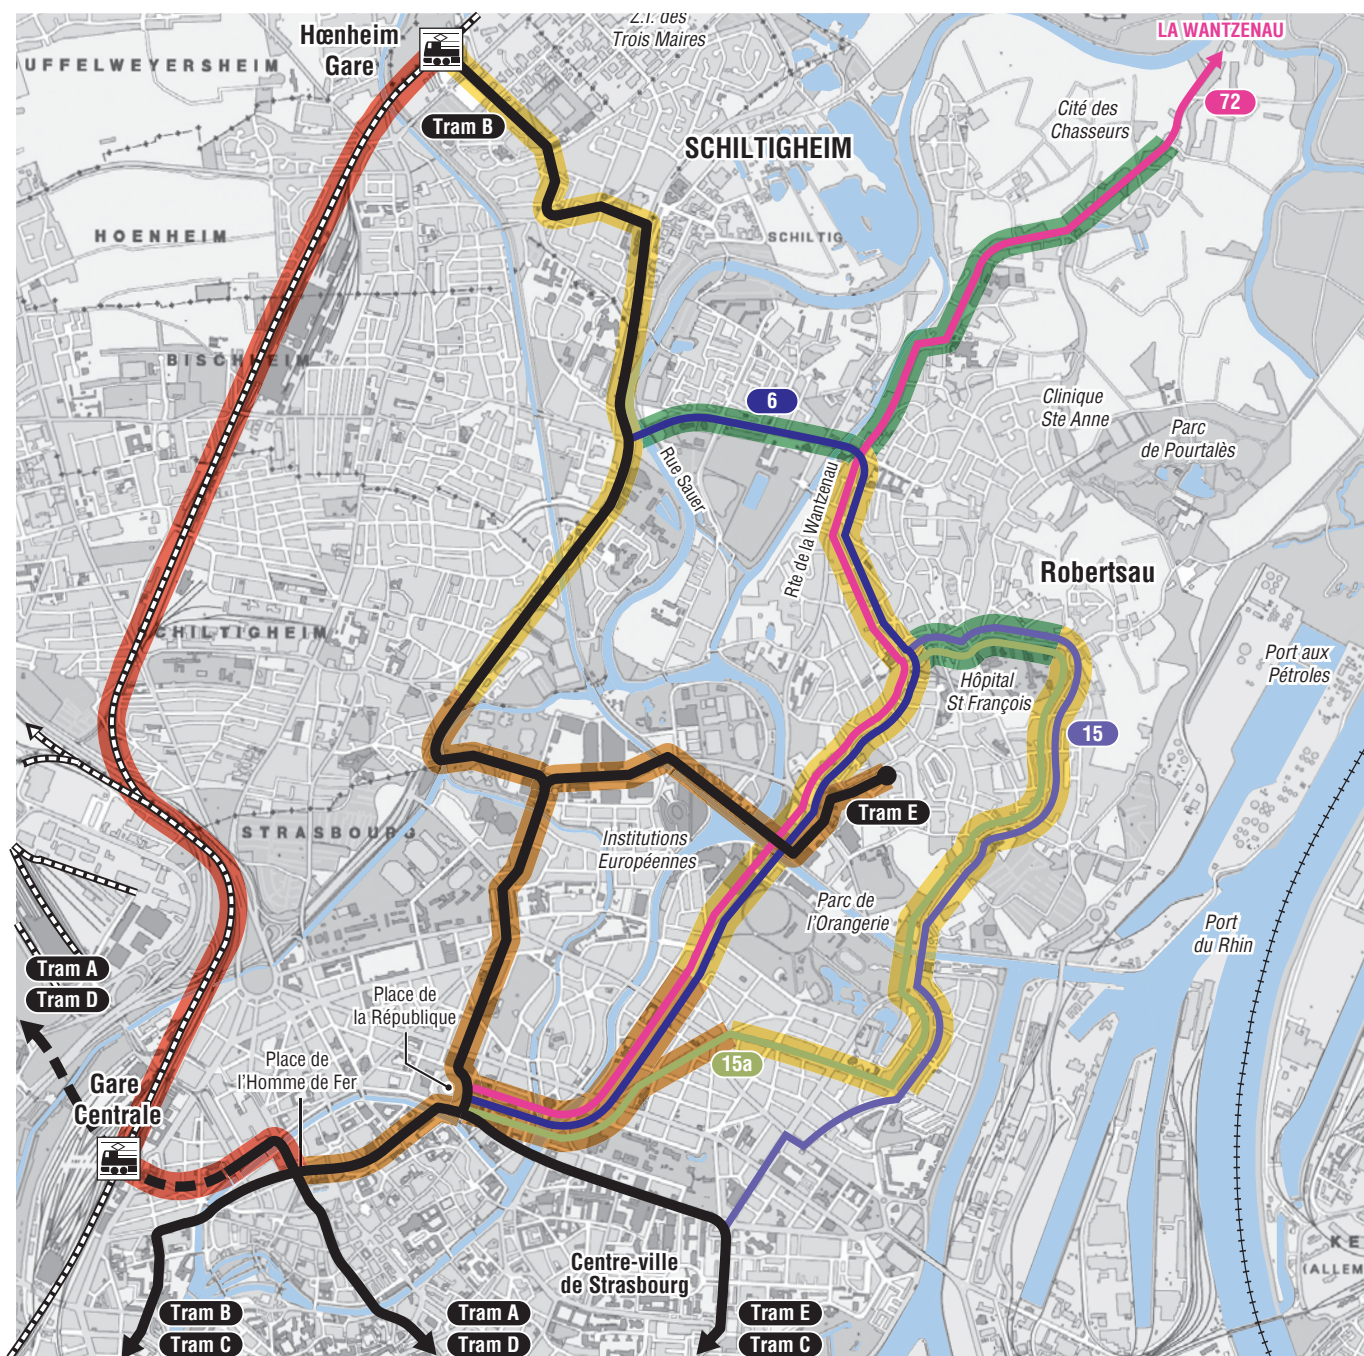 Z.I. des
Trois Maires
LA WANTZENAU
Hœnheim
Gare
UFFELWEYERSHEIM
72
Cité des
Chasseurs
Tram B
SCHILTIGHEIM
HOENHEIM
SCHILTIG
BISCHHEIM
6
Clinique
Ste Anne
Parc
de Pourtalès
Rue Sauer
Rte de la Wantzenau
Robertsau
CHILTIGHEIM
Port aux
Pétroles
Hôpital
St François
15
Tram E
STRASBOURG
Institutions
Européennes
Parc de
l'Orangerie
Port
du Rhin
Tram A
Tram D
Place de
la République
Place de
l'Homme de Fer
15a
Gare
Centrale
Centre-ville
de Strasbourg
KE
(ALLEM
Tram B
Tram C
Tram A
Tram D
Tram E
Tram C